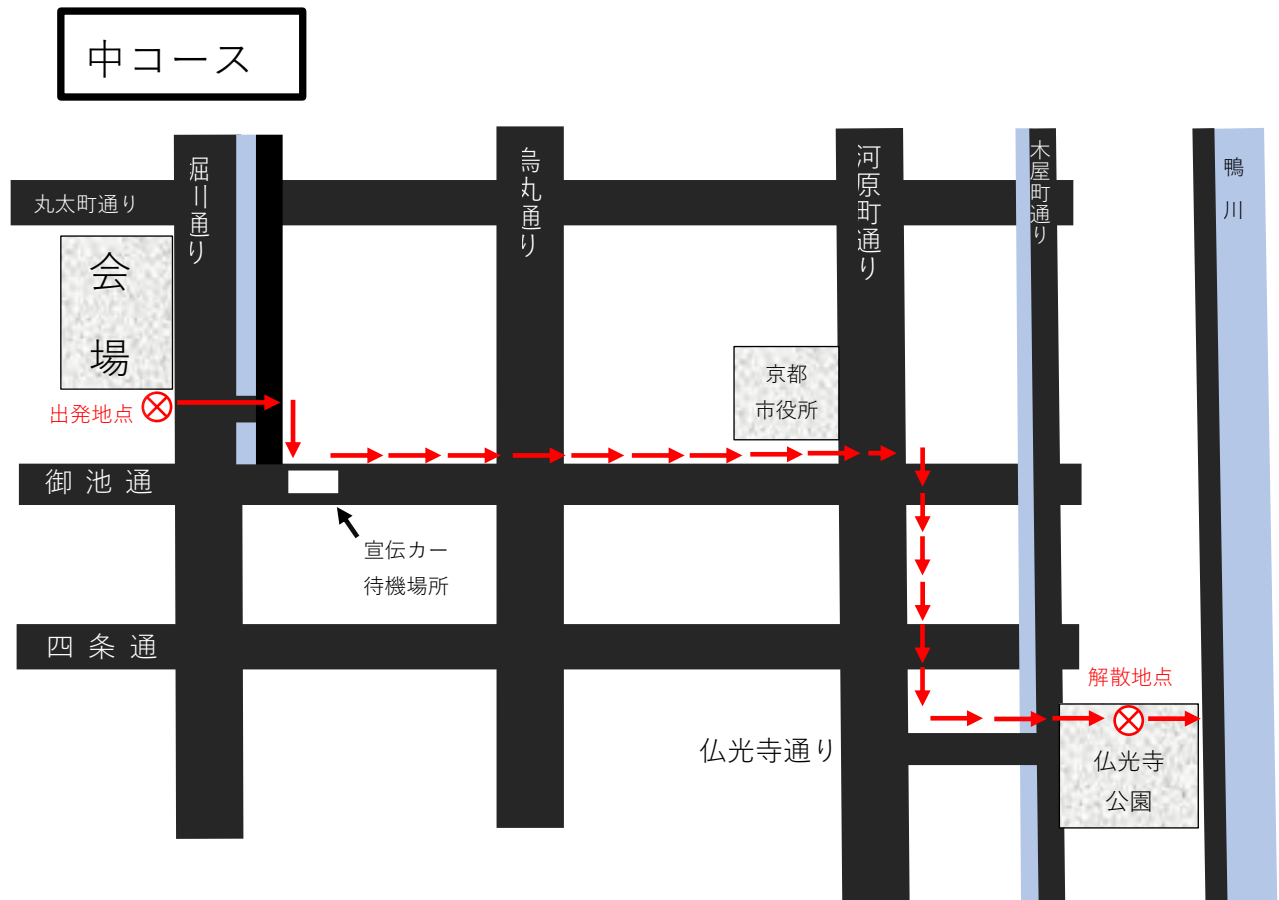 中コース
丸太町通り
堀川通り
烏丸通り
河原町通り
木屋町通り
鴨川
会
場
出発地点
京都
市役所
御池通
宣伝カー
待機場所
四条通
解散地点
仏光寺通り
仏光寺
公園